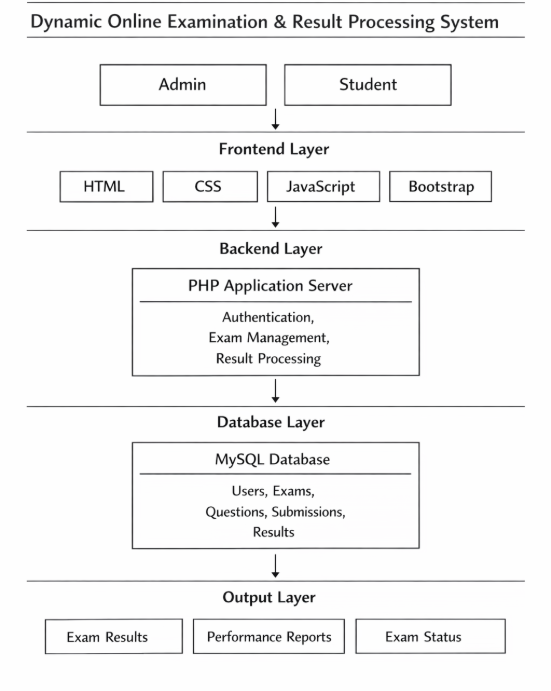 Dynamic Online Examination & Result Processing System
Admin
Student
Frontend Layer
HTML
CSS
JavaScript
Bootstrap
Backend Layer
PHP Application Server
Authentication,
Exam Management,
Result Processing
Database Layer
MySQL Database
Users, Exams,
Questions, Submissions,
Results
Output Layer
Exam Results
Performance Reports
Exam Status